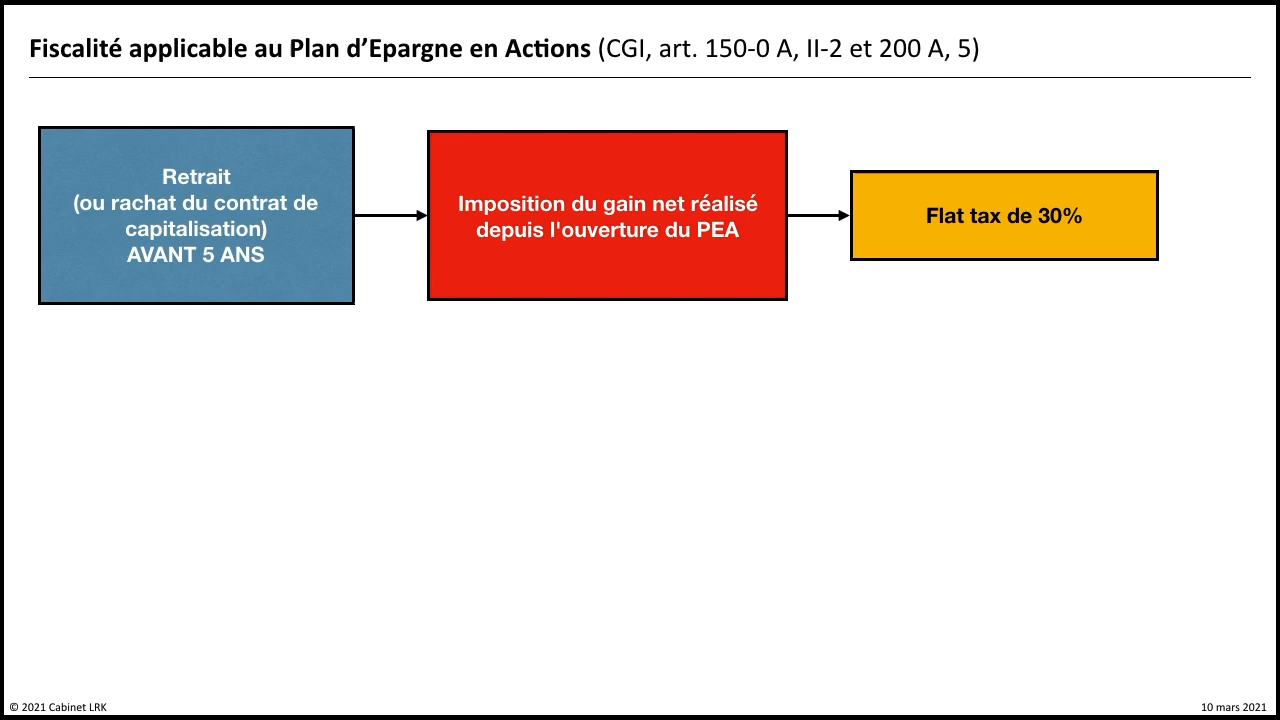 Fiscalité applicable au Plan d’Epargne en Actions (CGI, art. 150-0 A, II-2 et 200 A, 5)
Retrait
(ou rachat du contrat de
capitalisation)
AVANT 5 ANS
Imposition du gain net réalisé
depuis l'ouverture du PEA
Flat tax de 30%
© 2021 Cabinet LRK
10 mars 2021